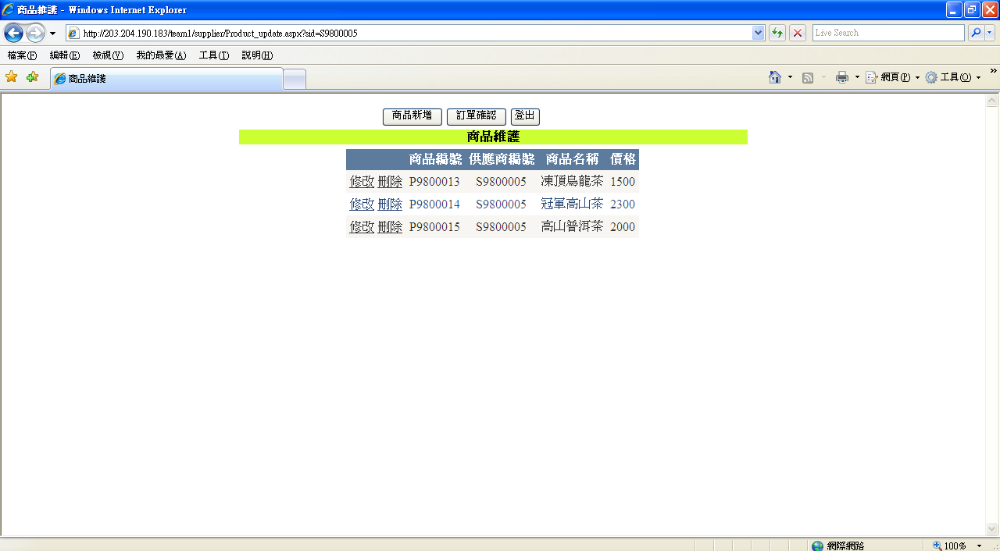 商品維護 - Windows Internet Explorer
http://203.204.190.183/team1/supplier/Product_update.aspx?sid=S9800005
Live Search
檔案(F) 編輯(E) 檢視(V) 我的最愛(A) 工具(T) 說明(H)
商品維護
網頁(P) 工具(O)
商品新增 訂單確認 登出
商品維護
商品編號 供應商編號 商品名稱 價格
修改 刪除 P9800013 S9800005 凍頂烏龍茶 1500
修改 刪除 P9800014 S9800005 冠軍高山茶 2300
修改 刪除 P9800015 S9800005 高山普洱茶 2000
網際網路 100%